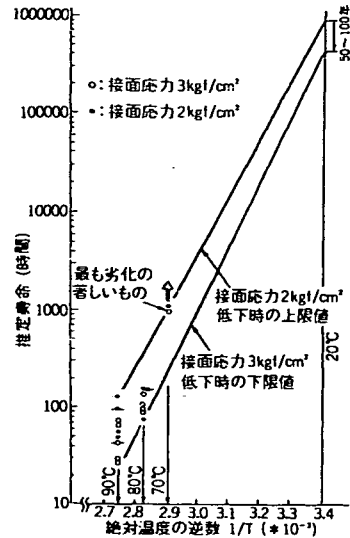 1000000
100000
10000
1000
100
10
推定寿命 (時間)
○:接面応力3kgf/cm²
•:接面応力2kgf/cm²
50~100年
最も劣化の
著しいもの
接面応力2kgf/cm²
低下時の上限値
接面応力3kgf/cm²
低下時の下限値
90℃
80℃
70℃
20℃
2.7 2.8 2.9 3.0 3.1 3.2 3.3 3.4
絶対温度の逆数 1/T (*10⁻³)